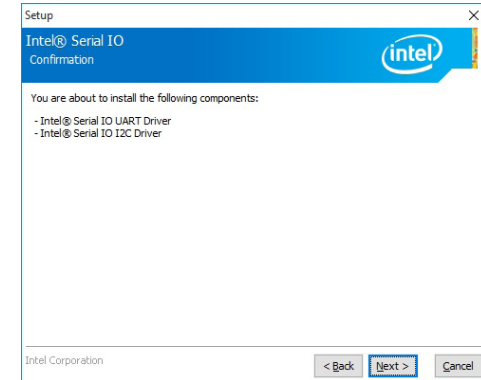 Setup
Intel® Serial IO
Confirmation
intel
You are about to install the following components:
- Intel® Serial IO UART Driver
- Intel® Serial IO I2C Driver
Intel Corporation
< Back
Next >
Cancel